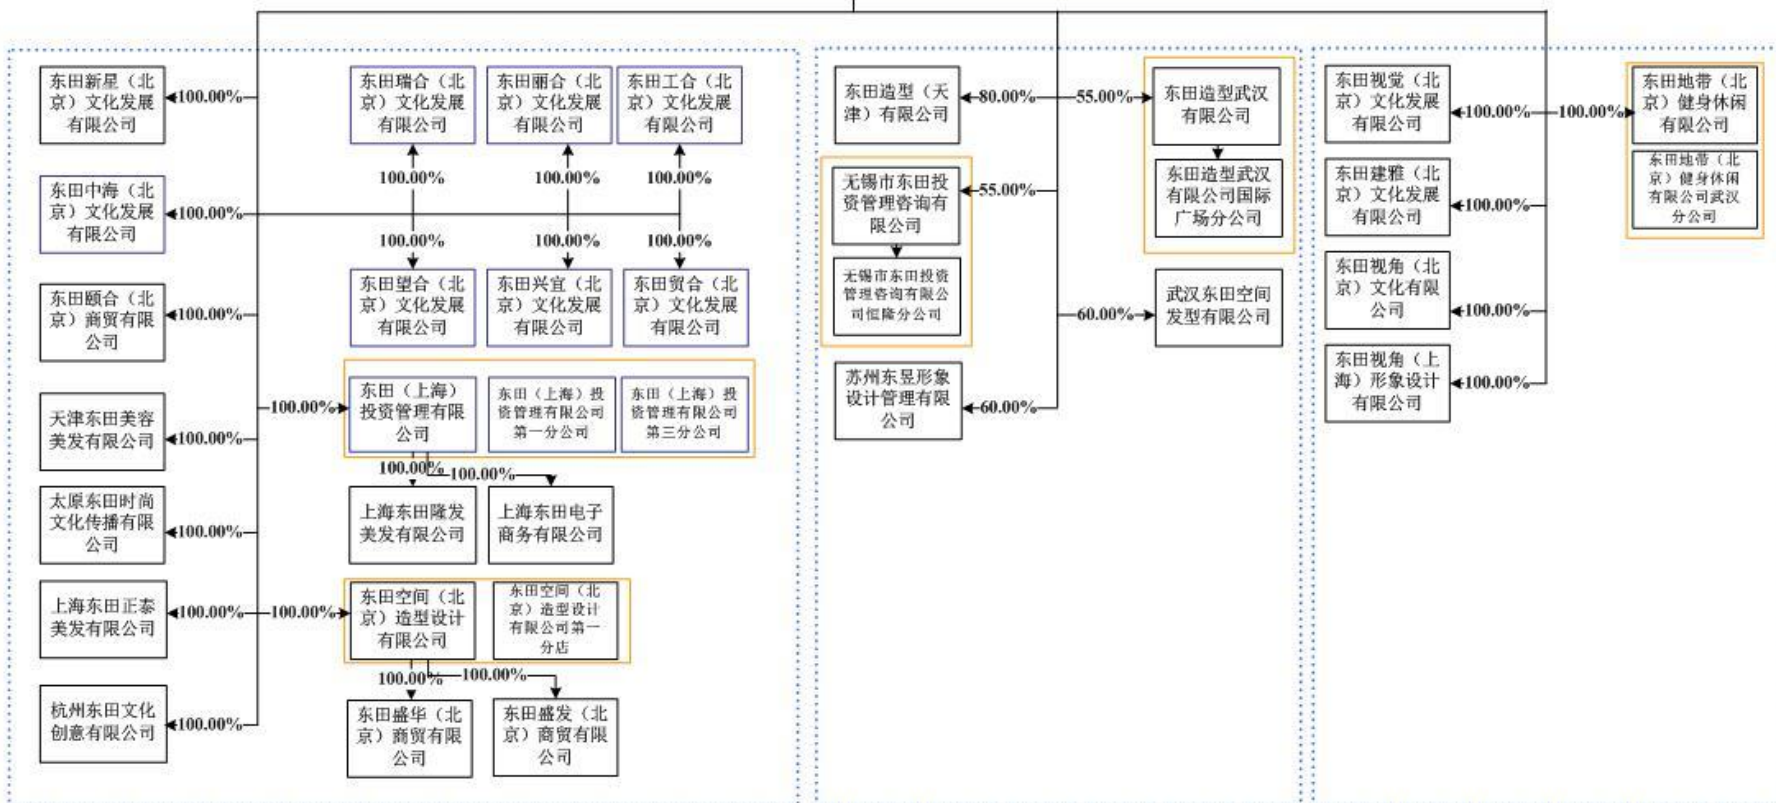 东田新星（北
京）文化发展
有限公司
100.00%
东田瑞合（北
京）文化发展
有限公司
东田丽合（北
京）文化发展
有限公司
东田工合（北
京）文化发展
有限公司
100.00%
100.00%
100.00%
东田中海（北
京）文化发展
有限公司
100.00%
100.00%
100.00%
100.00%
东田颐合（北
京）商贸有限
公司
100.00%
东田望合（北
京）文化发展
有限公司
东田兴宜（北
京）文化发展
有限公司
东田贸合（北
京）文化发展
有限公司
天津东田美容
美发有限公司
100.00%
100.00%
东田（上海）
投资管理有限
公司
东田（上海）投
资管理有限公司
第一分公司
东田（上海）投
资管理有限公司
第三分公司
100.00%
100.00%
太原东田时尚
文化传播有限
公司
100.00%
上海东田隆发
美发有限公司
上海东田电子
商务有限公司
上海东田正泰
美发有限公司
100.00%
100.00%
东田空间（北
京）造型设计
有限公司
东田空间（北
京）造型设计
有限公司第一
分店
100.00%
100.00%
杭州东田文化
创意有限公司
100.00%
东田盛华（北
京）商贸有限
公司
东田盛发（北
京）商贸有限
公司
东田造型（天
津）有限公司
80.00%
55.00%
东田造型武汉
有限公司
无锡市东田投
资管理咨询有
限公司
55.00%
东田造型武汉
有限公司国际
广场分公司
无锡市东田投资
管理咨询有限公
司恒隆分公司
60.00%
武汉东田空间
发型有限公司
苏州东昱形象
设计管理有限
公司
60.00%
东田视觉（北
京）文化发展
有限公司
100.00%
100.00%
东田地带（北
京）健身休闲
有限公司
东田地带（北
京）健身休闲
有限公司武汉
分公司
东田建雅（北
京）文化发展
有限公司
100.00%
东田视角（北
京）文化有限
公司
100.00%
东田视角（上
海）形象设计
有限公司
100.00%